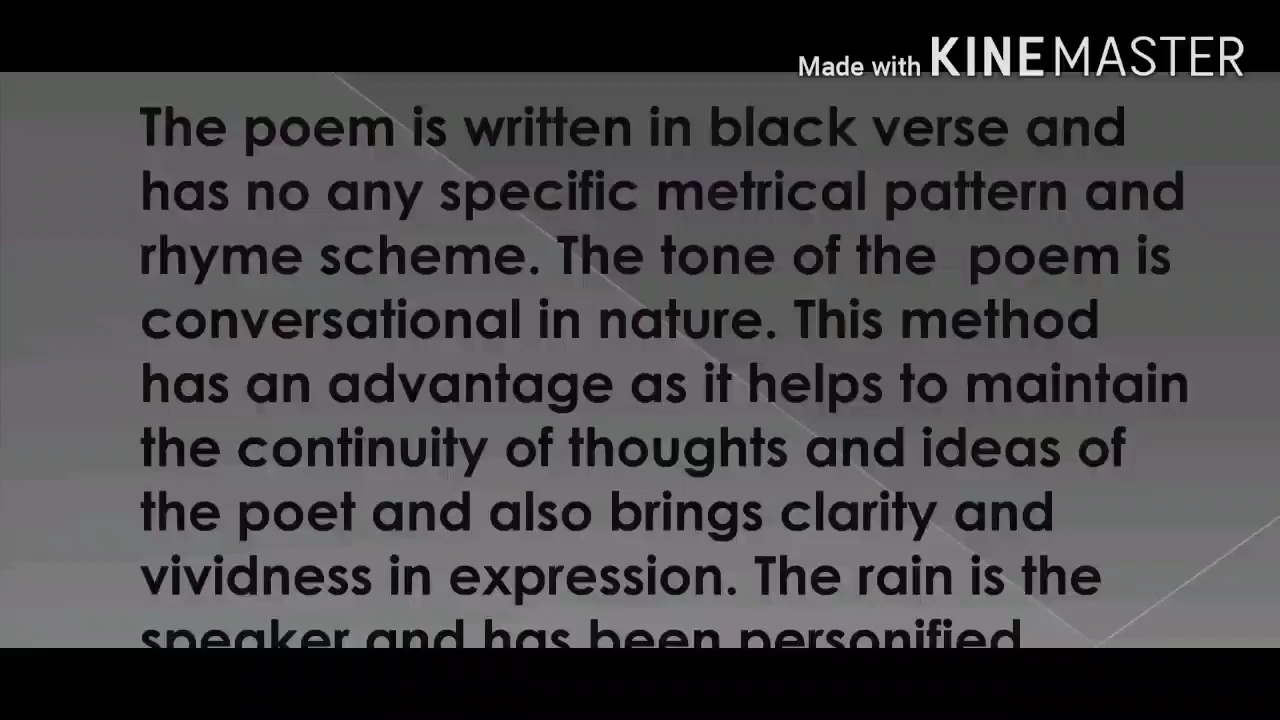 Made with KINEMASTER
The poem is written in black verse and
has no any specific metrical pattern and
rhyme scheme. The tone of the poem is
conversational in nature. This method
has an advantage as it helps to maintain
the continuity of thoughts and ideas of
the poet and also brings clarity and
vividness in expression. The rain is the
speaker and has been personified